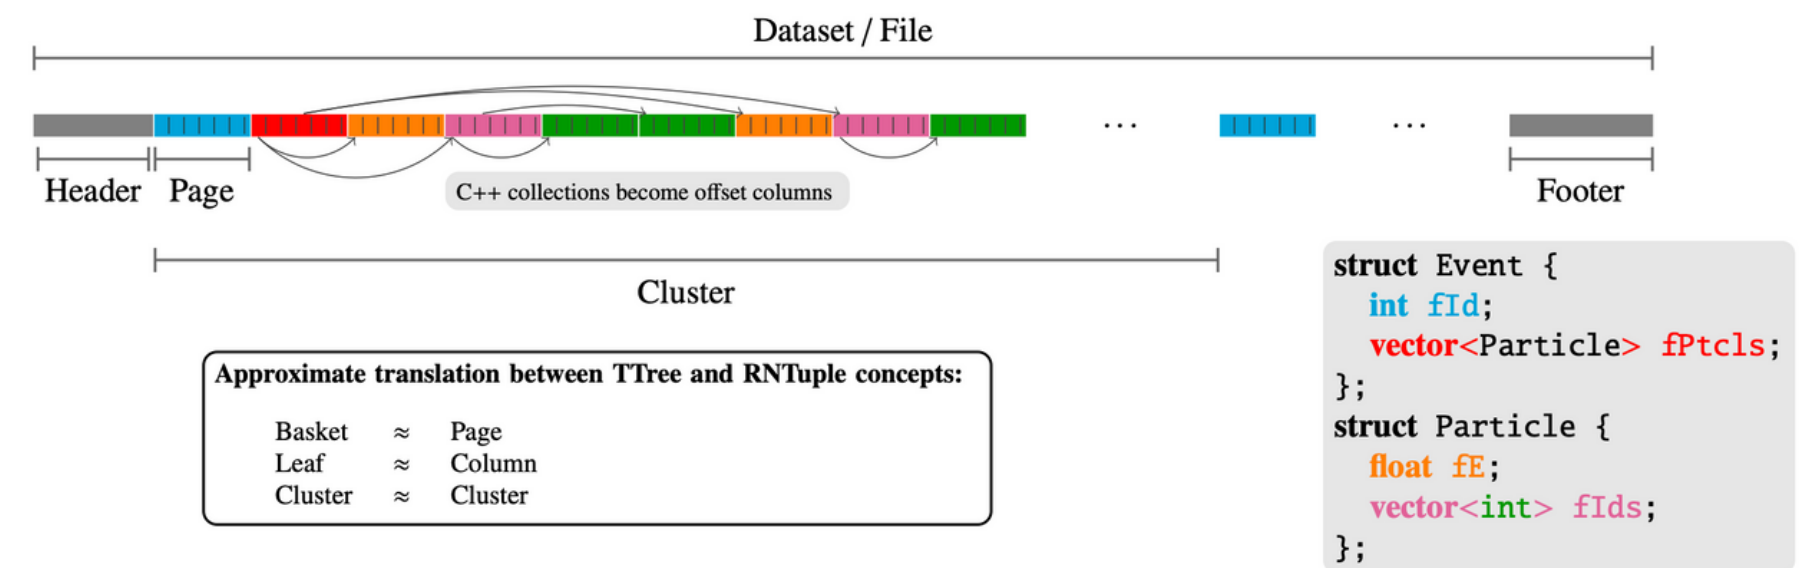 Dataset / File
...
...
Header
Page
C++ collections become offset columns
Footer
Cluster
Approximate translation between TTree and RNTuple concepts:
Basket ≈ Page
Leaf ≈ Column
Cluster ≈ Cluster
struct Event {
int fId;
vector<Particle> fPtcls;
};
struct Particle {
float fE;
vector<int> fIds;
};